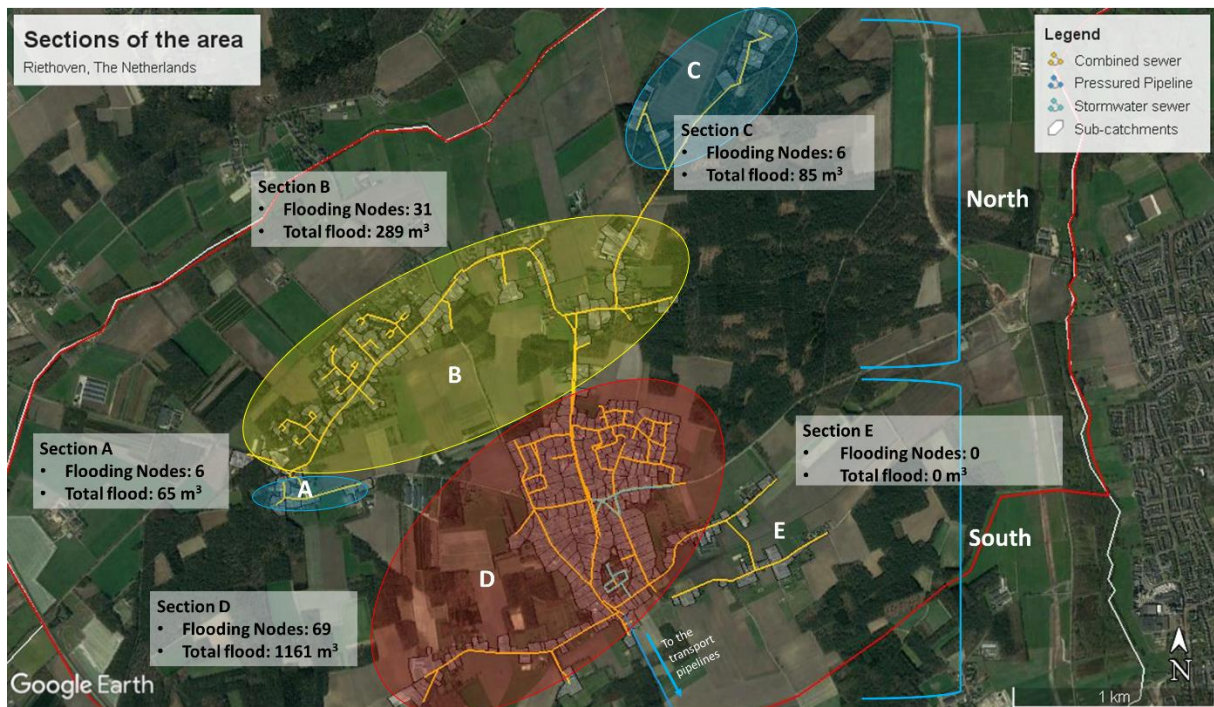 Sections of the area
Riethoven, The Netherlands
Legend
Combined sewer
Pressured Pipeline
Stormwater sewer
Sub-catchments
C
Section C
• Flooding Nodes: 6
• Total flood: 85 m³
North
Section B
• Flooding Nodes: 31
• Total flood: 289 m³
B
Section A
• Flooding Nodes: 6
• Total flood: 65 m³
A
Section E
• Flooding Nodes: 0
• Total flood: 0 m³
E
South
D
Section D
• Flooding Nodes: 69
• Total flood: 1161 m³
To the
transport
pipelines
N
Google Earth
1 km